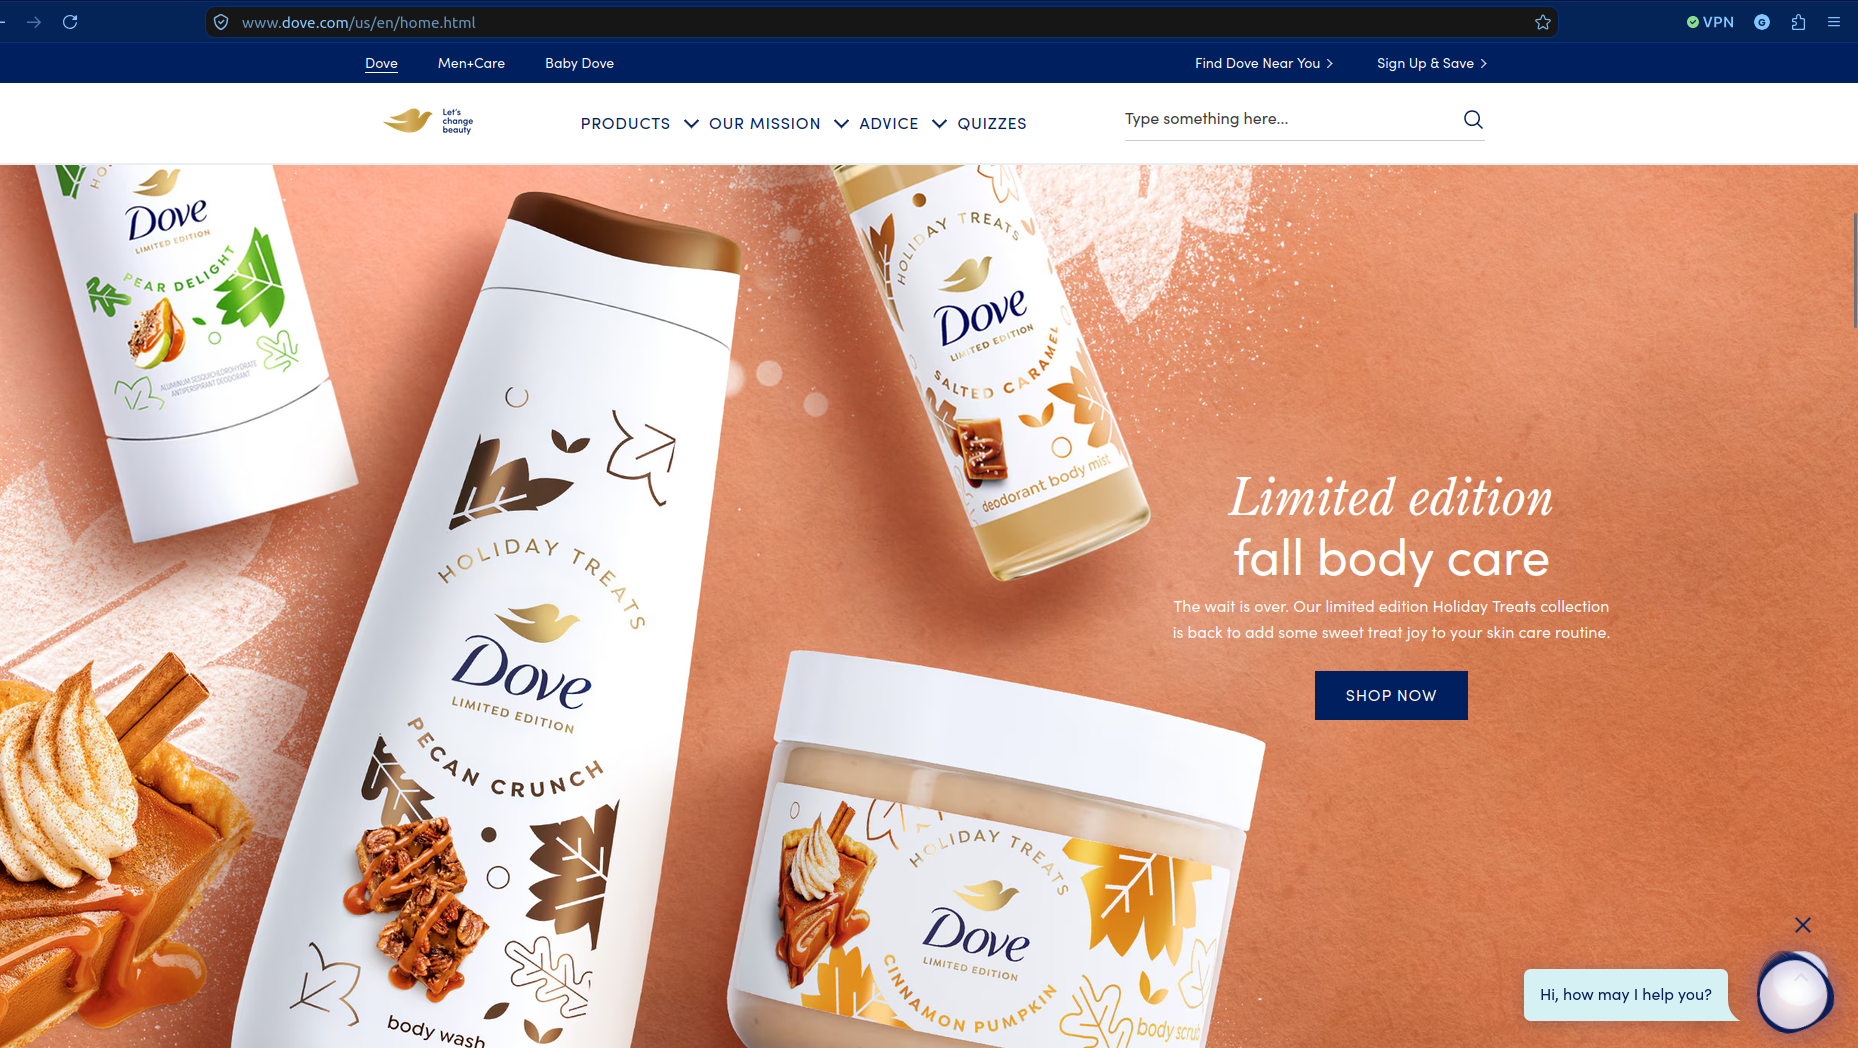 www.dove.com/us/en/home.html
VPN
G
Dove
Men+Care
Baby Dove
Find Dove Near You
Sign Up & Save
Let's
change
beauty
PRODUCTS
OUR MISSION
ADVICE
QUIZZES
Type something here...
Dove
LIMITED EDITION
PEAR DELIGHT
ALUMINUM SESQUICHLOROHYDRATE
ANTIPERSPIRANT DEODORANT
HOLIDAY TREATS
Dove
LIMITED EDITION
PECAN CRUNCH
body wash
HOLIDAY TREATS
Dove
LIMITED EDITION
SALTED CARAMEL
deodorant body mist
HOLIDAY TREATS
Dove
LIMITED EDITION
CINNAMON PUMPKIN
body scrub
Limited edition
fall body care
The wait is over. Our limited edition Holiday Treats collection
is back to add some sweet treat joy to your skin care routine.
SHOP NOW
Hi, how may I help you?